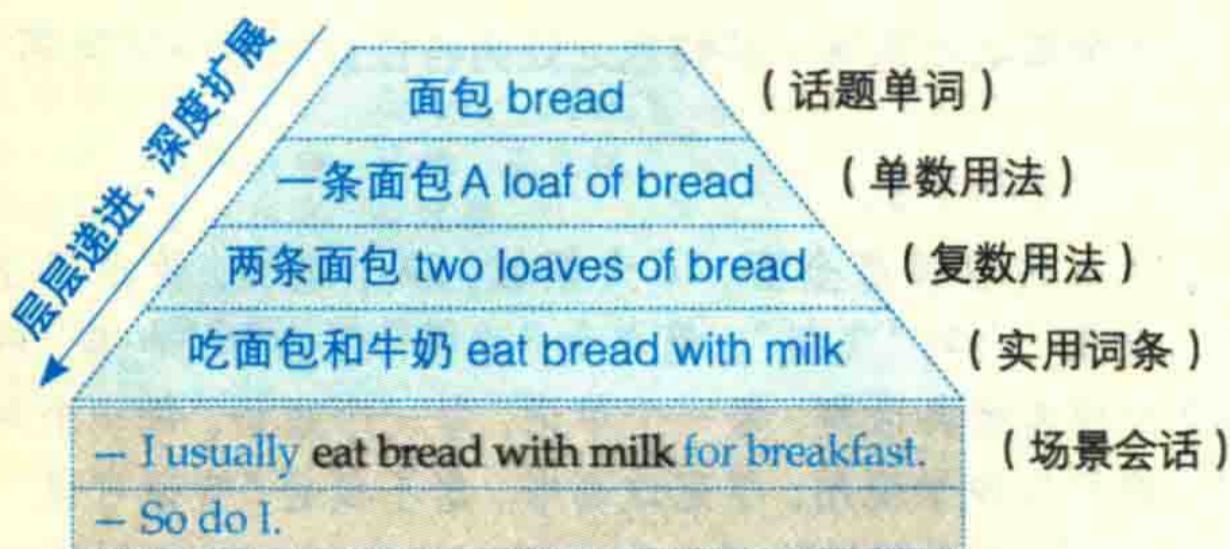 层层递进，深度扩展
面包 bread （话题单词）
一条面包 A loaf of bread （单数用法）
两条面包 two loaves of bread （复数用法）
吃面包和牛奶 eat bread with milk （实用词条）
– I usually eat bread with milk for breakfast. （场景会话）
– So do I.